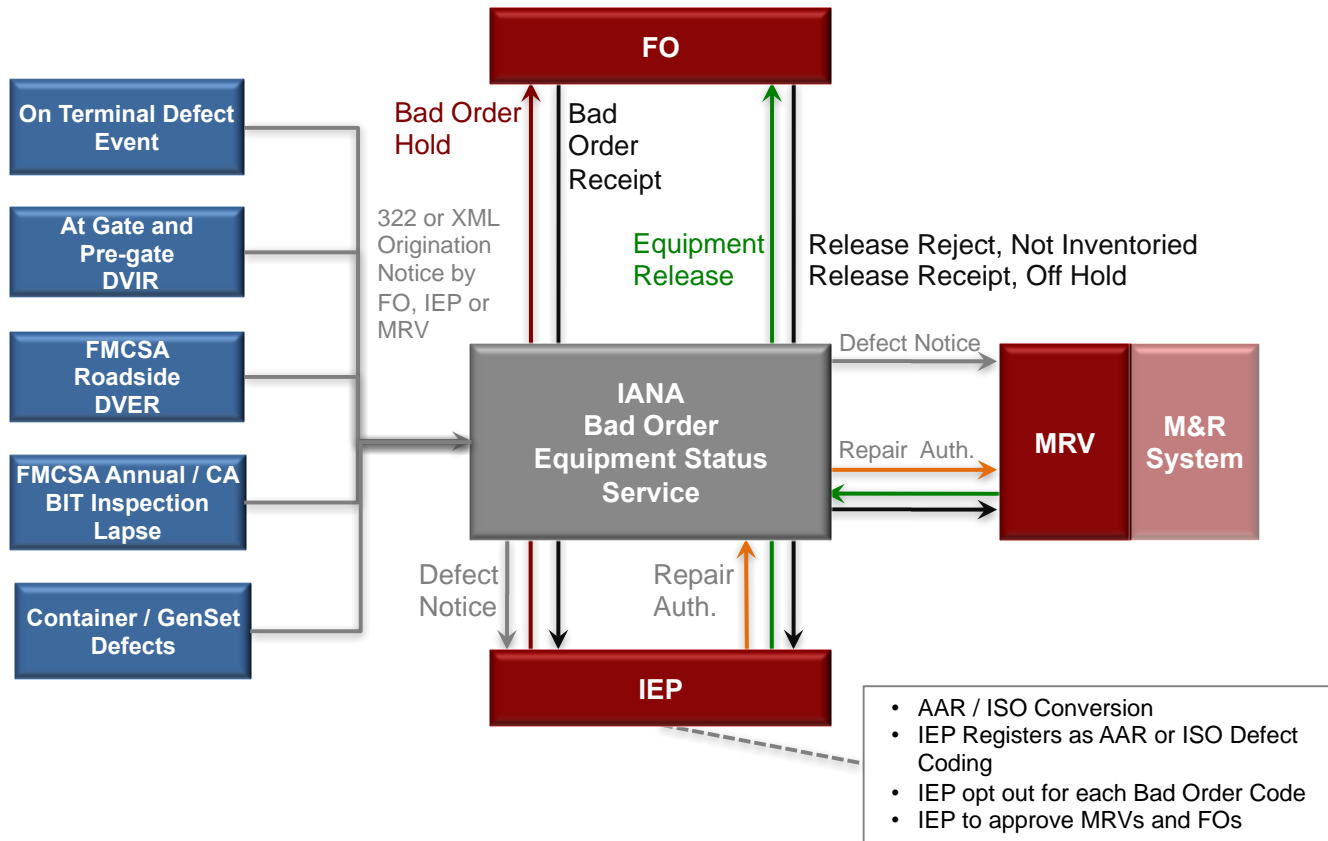 FO
On Terminal Defect
Event
Bad Order
Hold
Bad
Order
Receipt
At Gate and
Pre-gate
DVIR
322 or XML
Origination
Notice by
FO, IEP or
MRV
Equipment
Release
Release Reject, Not Inventoried
Release Receipt, Off Hold
FMCSA
Roadside
DVER
Defect Notice
IANA
Bad Order
Equipment Status
Service
Repair Auth.
MRV
M&R
System
FMCSA Annual / CA
BIT Inspection
Lapse
Defect
Notice
Repair
Auth.
Container / GenSet
Defects
IEP
• AAR / ISO Conversion
• IEP Registers as AAR or ISO Defect
Coding
• IEP opt out for each Bad Order Code
• IEP to approve MRVs and FOs